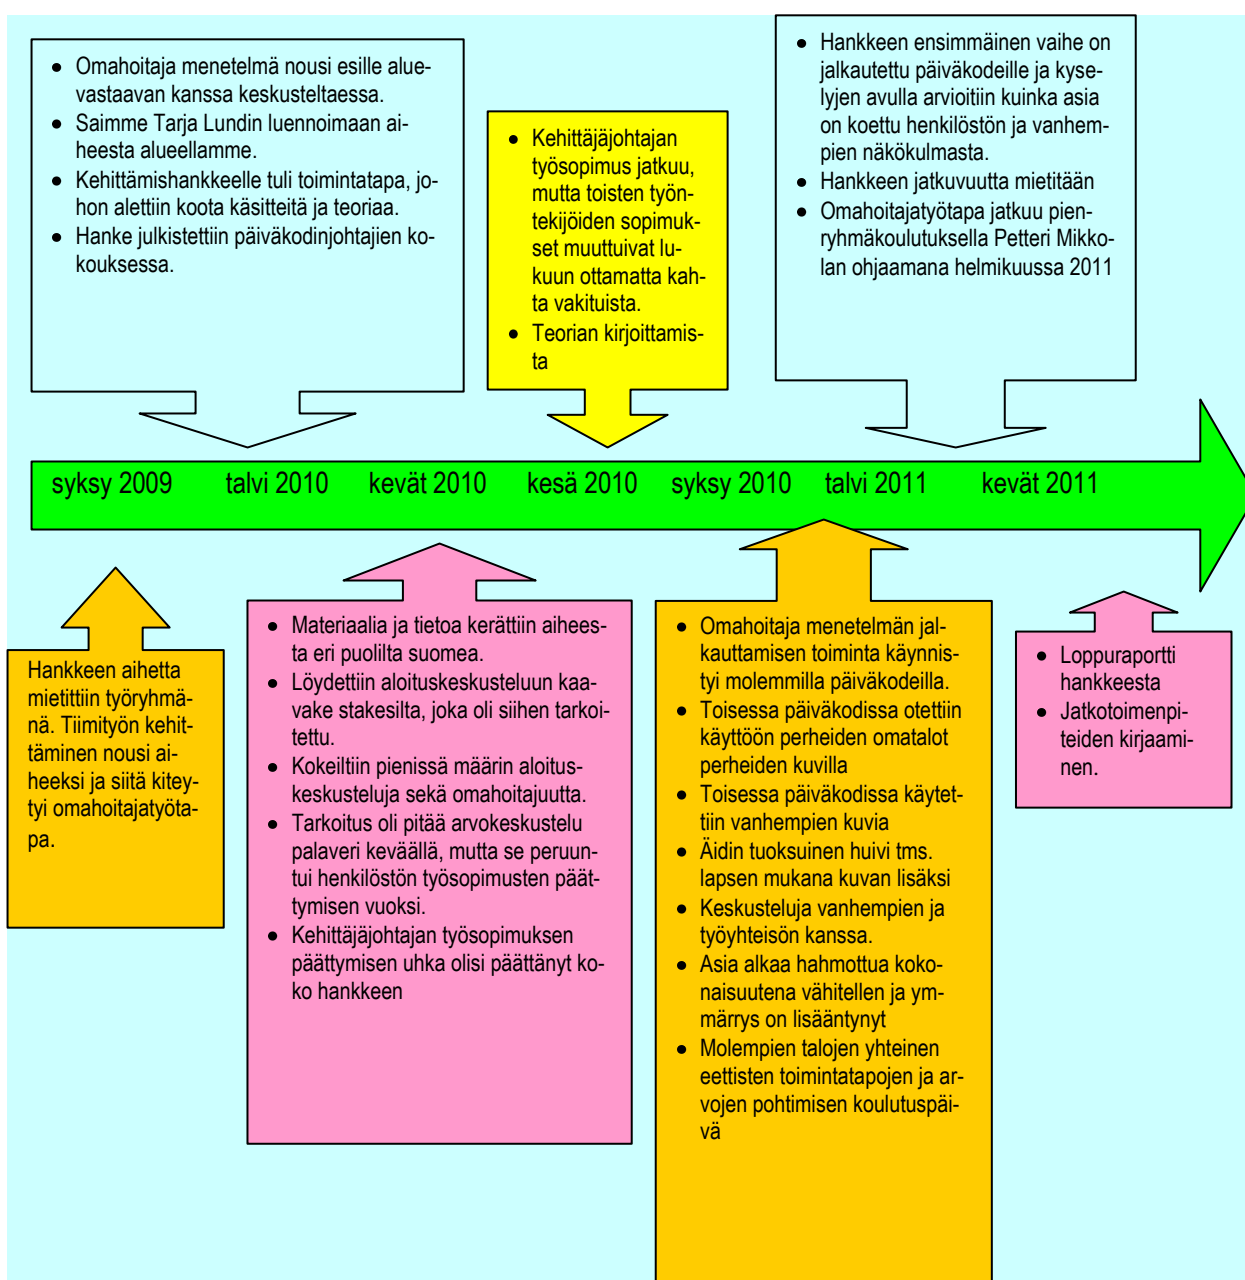 ● Omahoitaja menetelmä nousi esille alue-
vastaavan kanssa keskusteltaessa.
● Saimme Tarja Lundin luennoimaan ai-
heesta alueellamme.
● Kehittämishankkeelle tuli toimintatapa, jo-
hon alettiin koota käsitteitä ja teoriaa.
● Hanke julkistettiin päiväkodinjohtajien ko-
kouksessa.
● Kehittäjäjohtajan
työsopimus jatkuu,
mutta toisten työn-
tekijöiden sopimuk-
set muuttuivat lu-
kuun ottamatta kah-
ta vakituista.
● Teorian kirjoittamis-
ta
● Hankkeen ensimmäinen vaihe on
jalkautettu päiväkodeille ja kyse-
lyjen avulla arvioitiin kuinka asia
on koettu henkilöstön ja vanhem-
pien näkökulmasta.
● Hankkeen jatkuvuutta mietitään
● Omahoitajatyötapa jatkuu pien-
ryhmäkoulutuksella Petteri Mikko-
lan ohjaamana helmikuussa 2011
syksy 2009 talvi 2010 kevät 2010 kesä 2010 syksy 2010 talvi 2011 kevät 2011
Hankkeen aihetta
mietittiin työryhmä-
nä. Tiimityön kehit-
täminen nousi ai-
heeksi ja siitä kitey-
tyi omahoitajatyöta-
pa.
● Materiaalia ja tietoa kerättiin aihees-
ta eri puolilta suomea.
● Löydettiin aloituskeskusteluun kaa-
vake stakesilta, joka oli siihen tarkoi-
tettu.
● Kokeiltiin pienissä määrin aloitus-
keskusteluja sekä omahoitajuutta.
● Tarkoitus oli pitää arvokeskustelu
palaveri keväällä, mutta se peruun-
tui henkilöstön työsopimusten päät-
tymisen vuoksi.
● Kehittäjäjohtajan työsopimuksen
päättymisen uhka olisi päättänyt ko-
ko hankkeen
● Omahoitaja menetelmän jal-
kauttamisen toiminta käynnis-
tyi molemmilla päiväkodeilla.
● Toisessa päiväkodissa otettiin
käyttöön perheiden omatalot
perheiden kuvilla
● Toisessa päiväkodissa käytet-
tiin vanhempien kuvia
● Äidin tuoksuinen huivi tms.
lapsen mukana kuvan lisäksi
● Keskusteluja vanhempien ja
työyhteisön kanssa.
● Asia alkaa hahmottua koko-
naisuutena vähitellen ja ym-
märrys on lisääntynyt
● Molempien talojen yhteinen
eettisten toimintatapojen ja ar-
vojen pohtimisen koulutuspäi-
vä
● Loppuraportti
hankkeesta
● Jatkotoimenpi-
teiden kirjaami-
nen.